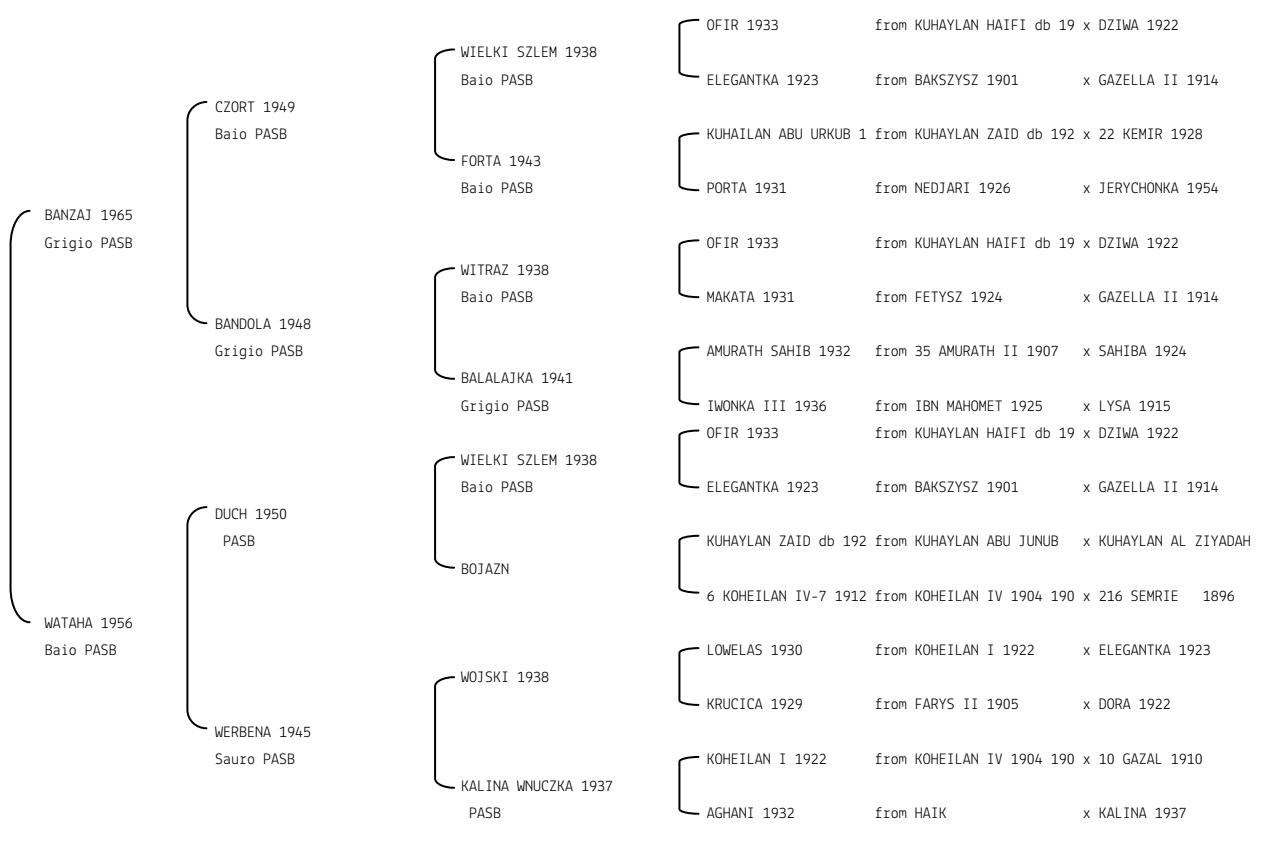 OFIR 1933 from KUHAYLAN HAIFI db 19 x DZIWA 1922
WIELKI SZLEM 1938
Baio PASB
ELEGANTKA 1923 from BAKSZYSZ 1901 x GAZELLA II 1914
CZORT 1949
Baio PASB
KUHAILAN ABU URKUB 1 from KUHAYLAN ZAID db 192 x 22 KEMIR 1928
FORTA 1943
Baio PASB
PORTA 1931 from NEDJARI 1926 x JERYCHONKA 1954
BANZAJ 1965
Grigio PASB
OFIR 1933 from KUHAYLAN HAIFI db 19 x DZIWA 1922
WITRAZ 1938
Baio PASB
MAKATA 1931 from FETYSZ 1924 x GAZELLA II 1914
BANDOLA 1948
Grigio PASB
AMURATH SAHIB 1932 from 35 AMURATH II 1907 x SAHIBA 1924
BALALAJKA 1941
Grigio PASB
IWONKA III 1936 from IBN MAHOMET 1925 x LYSA 1915
OFIR 1933 from KUHAYLAN HAIFI db 19 x DZIWA 1922
WIELKI SZLEM 1938
Baio PASB
ELEGANTKA 1923 from BAKSZYSZ 1901 x GAZELLA II 1914
DUCH 1950
PASB
KUHAYLAN ZAID db 192 from KUHAYLAN ABU JUNUB x KUHAYLAN AL ZIYADAH
BOJAZN
6 KOHEILAN IV-7 1912 from KOHEILAN IV 1904 190 x 216 SEMRIE 1896
WATAHA 1956
Baio PASB
LOWELAS 1930 from KOHEILAN I 1922 x ELEGANTKA 1923
WOJSKI 1938
KRUCICA 1929 from FARYS II 1905 x DORA 1922
WERBENA 1945
Sauro PASB
KOHEILAN I 1922 from KOHEILAN IV 1904 190 x 10 GAZAL 1910
KALINA WNUCZKA 1937
PASB
AGHANI 1932 from HAIK x KALINA 1937